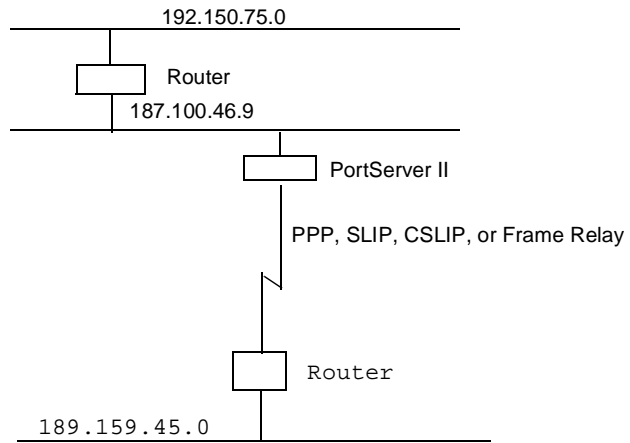 192.150.75.0
Router
187.100.46.9
PortServer II
PPP, SLIP, CSLIP, or Frame Relay
Router
189.159.45.0